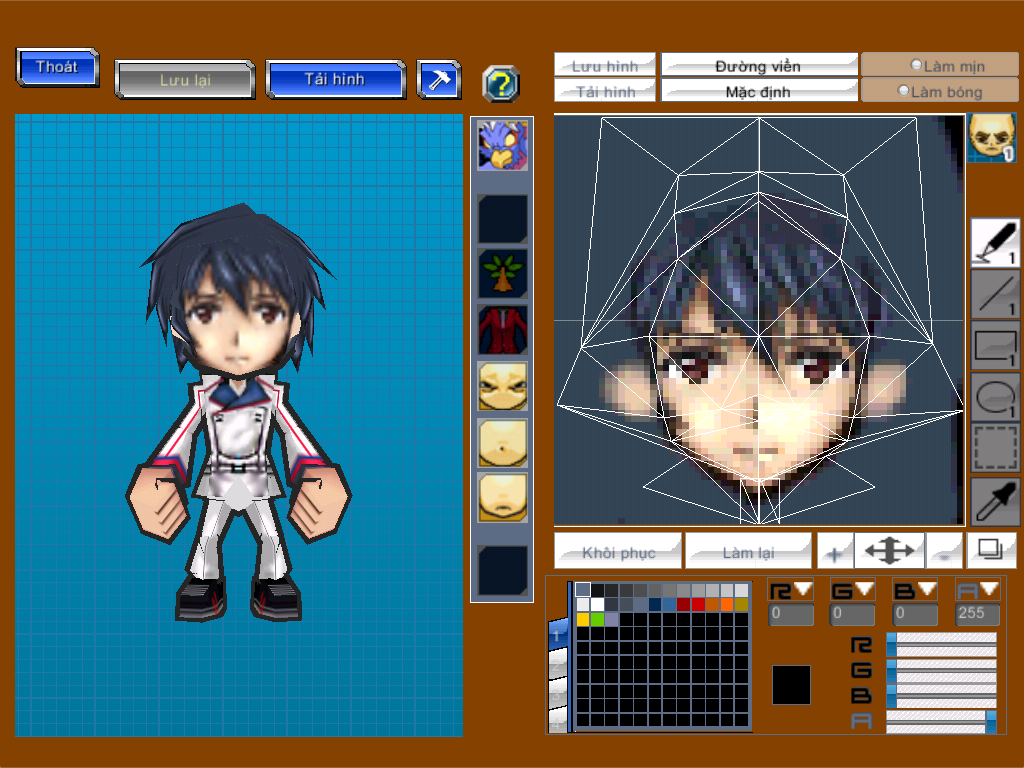 Thoát
Lưu lại
Tải hình
?
Lưu hình
Đường viền
Làm mịn
Tải hình
Mặc định
Làm bóng
1
1
1
1
1
Khôi phục
Làm lại
+
-
R
G
B
A
0
0
0
255
1
R
G
B
A